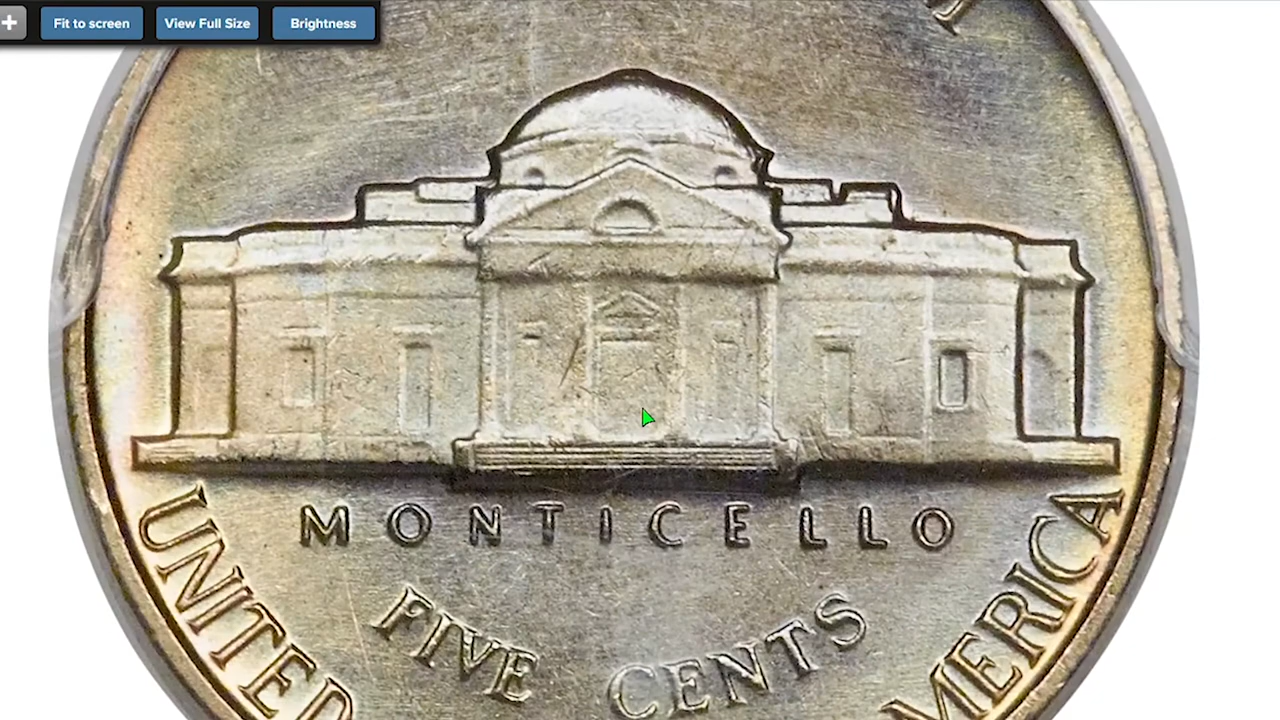 Fit to screen
View Full Size
Brightness
MONTICELLO
FIVE CENTS
UNITED
AMERICA